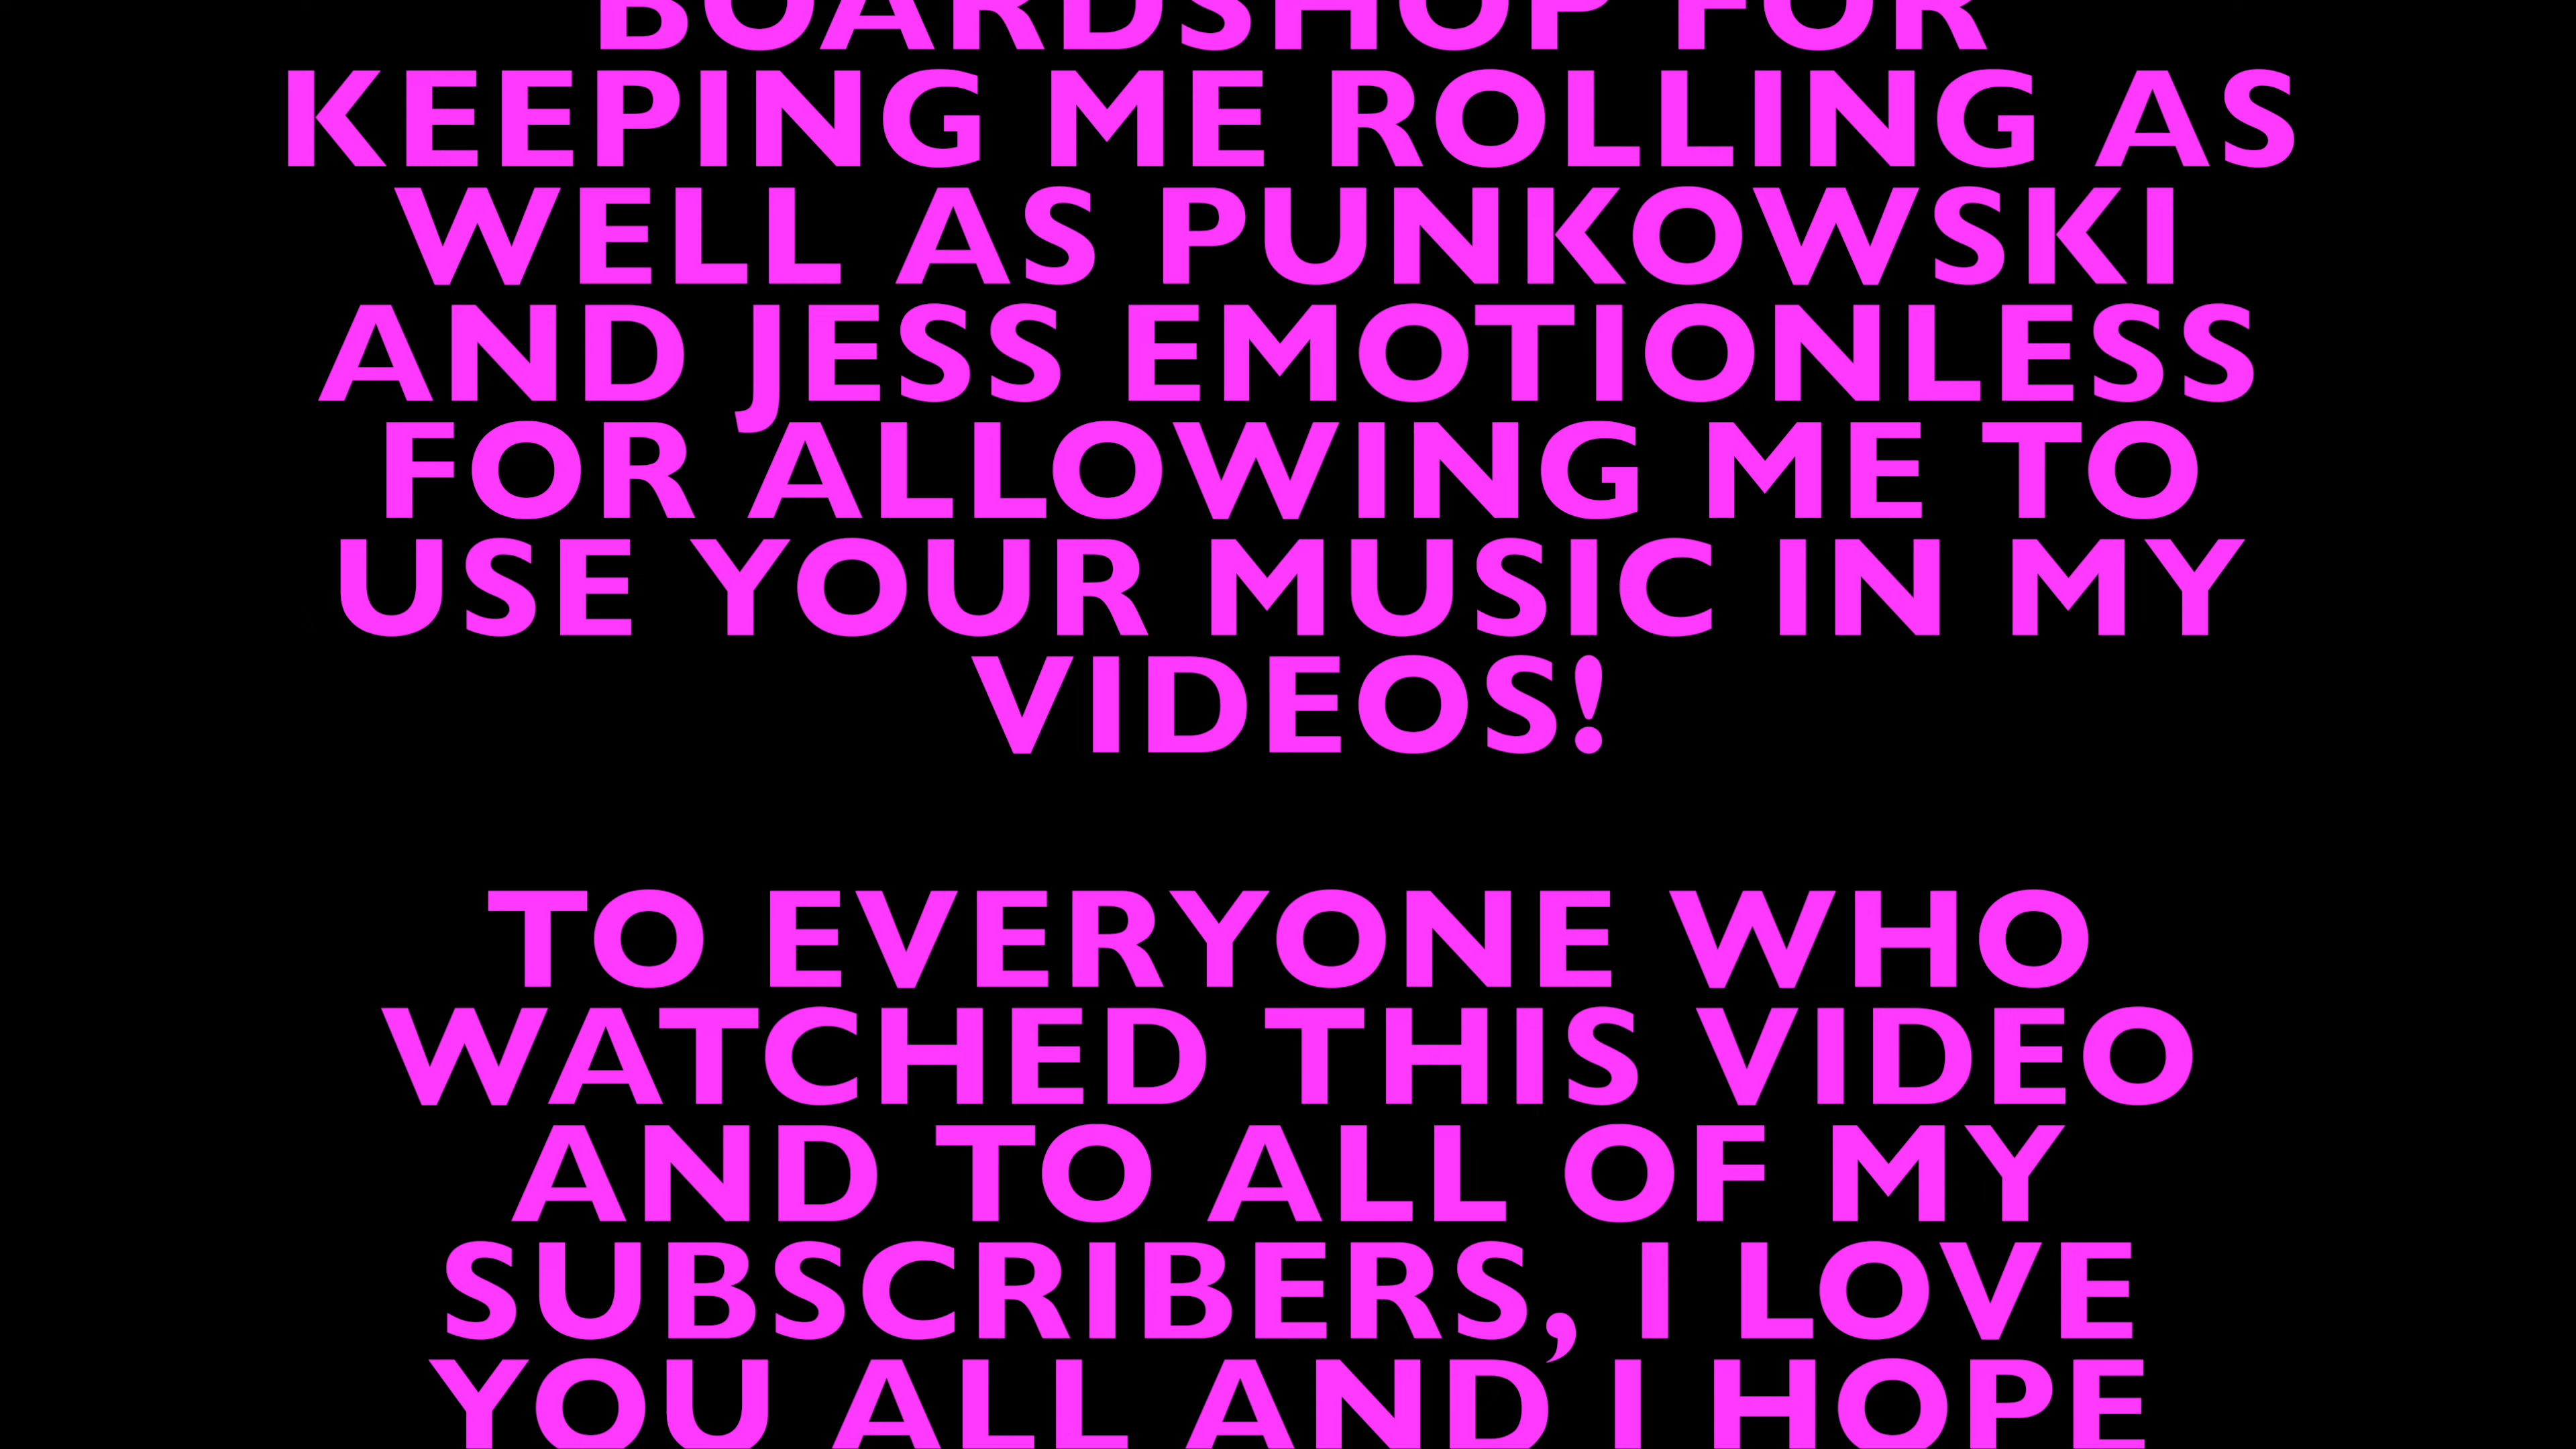 BOARDSHOP FOR
KEEPING ME ROLLING AS
WELL AS PUNKOWSKI
AND JESS EMOTIONLESS
FOR ALLOWING ME TO
USE YOUR MUSIC IN MY
VIDEOS!
TO EVERYONE WHO
WATCHED THIS VIDEO
AND TO ALL OF MY
SUBSCRIBERS, I LOVE
YOU ALL AND I HOPE